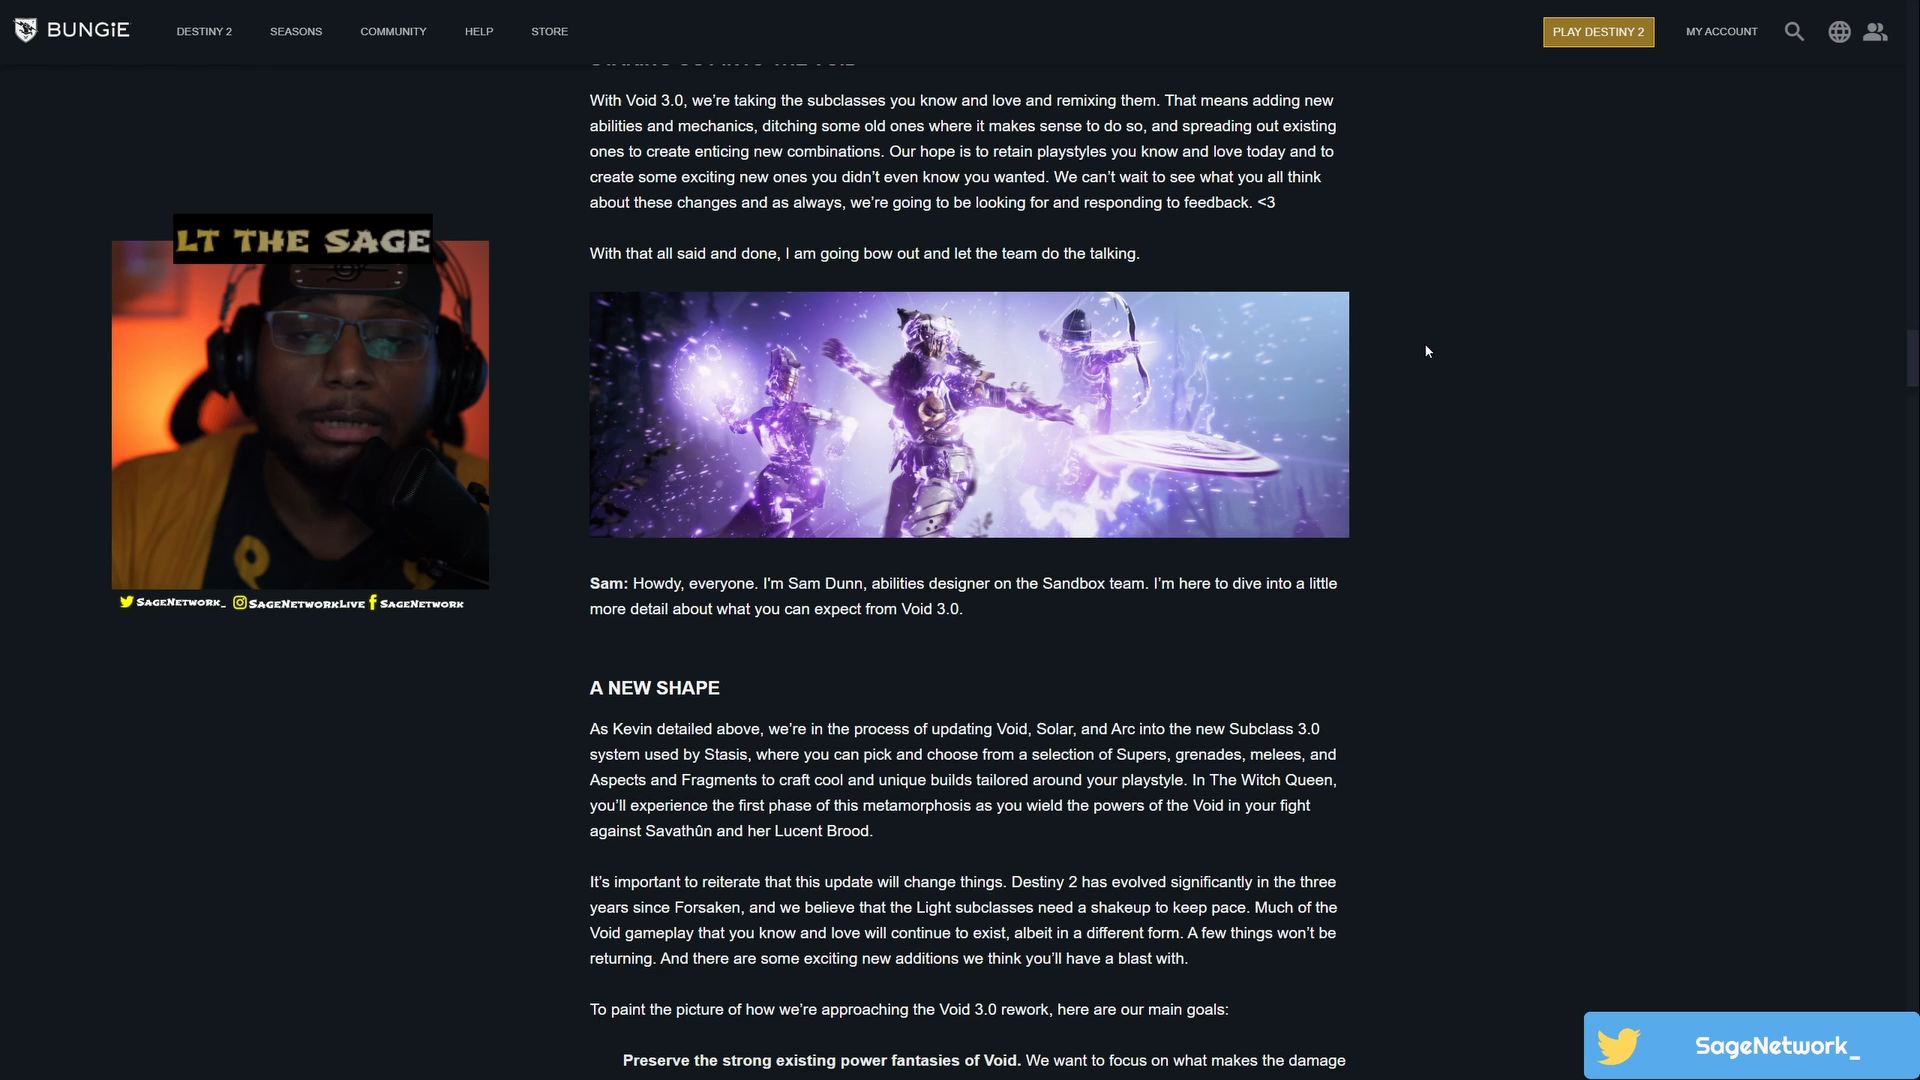 BUNGiE
DESTINY 2
SEASONS
COMMUNITY
HELP
STORE
PLAY DESTINY 2
MY ACCOUNT
With Void 3.0, we’re taking the subclasses you know and love and remixing them. That means adding new
abilities and mechanics, ditching some old ones where it makes sense to do so, and spreading out existing
ones to create enticing new combinations. Our hope is to retain playstyles you know and love today and to
create some exciting new ones you didn’t even know you wanted. We can’t wait to see what you all think
about these changes and as always, we’re going to be looking for and responding to feedback. <3
With that all said and done, I am going bow out and let the team do the talking.
LT THE SAGE
SAGENETWORK_ SAGENETWORKLIVE SAGENETWORK
Sam: Howdy, everyone. I'm Sam Dunn, abilities designer on the Sandbox team. I’m here to dive into a little
more detail about what you can expect from Void 3.0.
A NEW SHAPE
As Kevin detailed above, we’re in the process of updating Void, Solar, and Arc into the new Subclass 3.0
system used by Stasis, where you can pick and choose from a selection of Supers, grenades, melees, and
Aspects and Fragments to craft cool and unique builds tailored around your playstyle. In The Witch Queen,
you’ll experience the first phase of this metamorphosis as you wield the powers of the Void in your fight
against Savathûn and her Lucent Brood.
It’s important to reiterate that this update will change things. Destiny 2 has evolved significantly in the three
years since Forsaken, and we believe that the Light subclasses need a shakeup to keep pace. Much of the
Void gameplay that you know and love will continue to exist, albeit in a different form. A few things won’t be
returning. And there are some exciting new additions we think you’ll have a blast with.
To paint the picture of how we’re approaching the Void 3.0 rework, here are our main goals:
Preserve the strong existing power fantasies of Void. We want to focus on what makes the damage
SageNetwork_